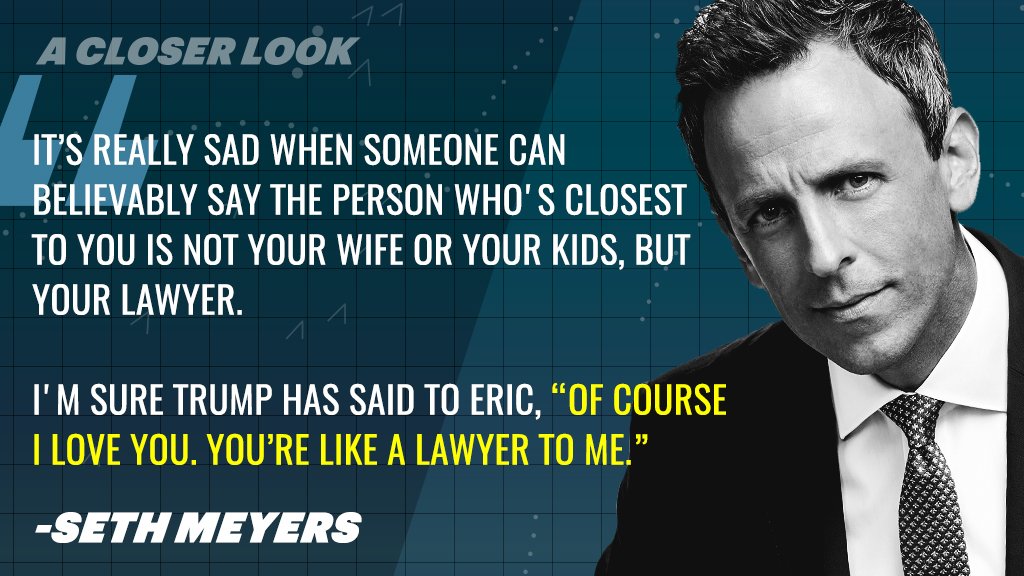 A CLOSER LOOK
IT’S REALLY SAD WHEN SOMEONE CAN
BELIEVABLY SAY THE PERSON WHO'S CLOSEST
TO YOU IS NOT YOUR WIFE OR YOUR KIDS, BUT
YOUR LAWYER.
I'M SURE TRUMP HAS SAID TO ERIC, “OF COURSE
I LOVE YOU. YOU’RE LIKE A LAWYER TO ME.”
-SETH MEYERS